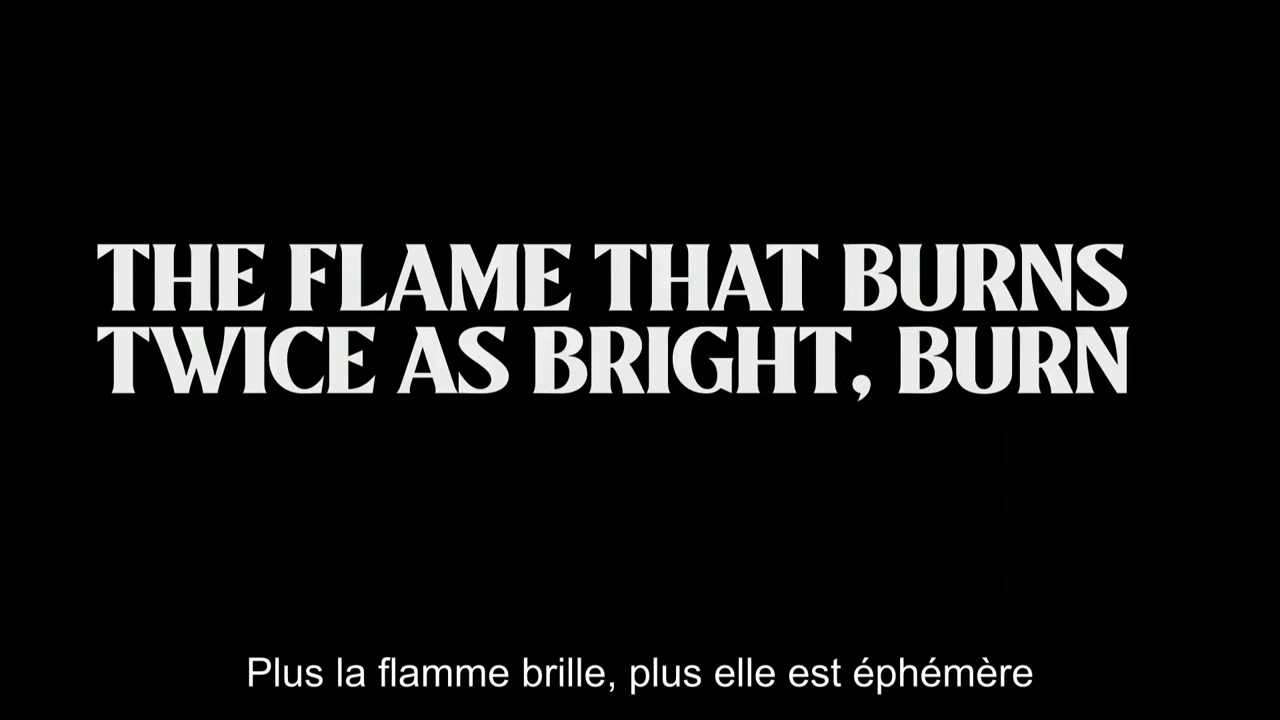 THE FLAME THAT BURNS
TWICE AS BRIGHT, BURN
Plus la flamme brille, plus elle est éphémère